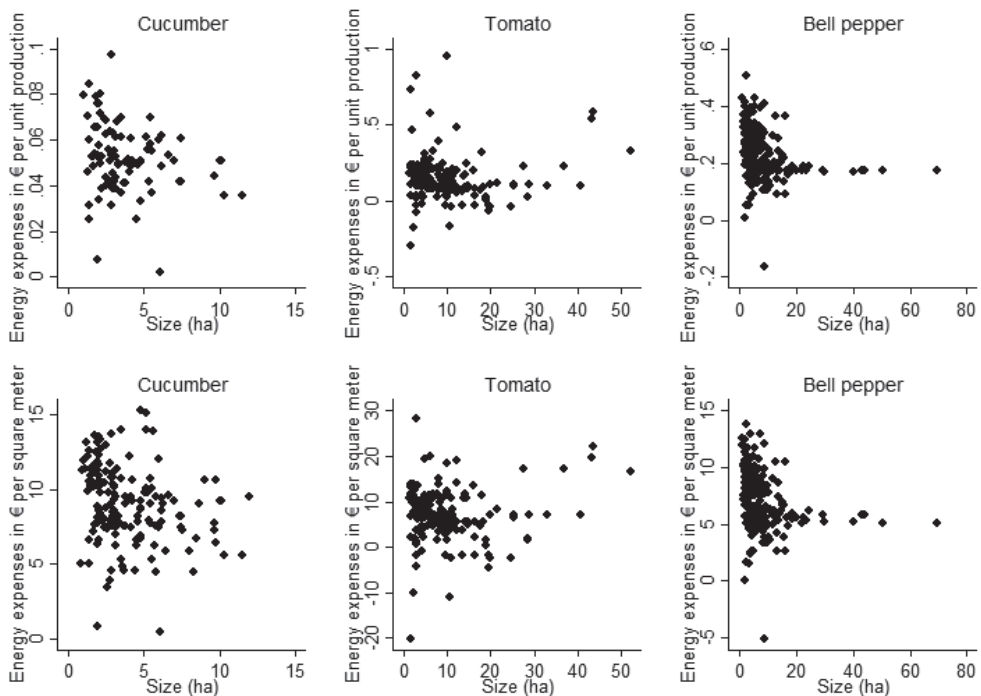 Cucumber
Energy expenses in € per unit production
.1
.08
.06
.04
.02
0
0 5 10 15
Size (ha)
Tomato
Energy expenses in € per unit production
1
.5
0
-.5
0 10 20 30 40 50
Size (ha)
Bell pepper
Energy expenses in € per unit production
.6
.4
.2
0
-.2
0 20 40 60 80
Size (ha)
Cucumber
Energy expenses in € per square meter
15
10
5
0
0 5 10 15
Size (ha)
Tomato
Energy expenses in € per square meter
30
20
10
0
-10
-20
0 10 20 30 40 50
Size (ha)
Bell pepper
Energy expenses in € per square meter
15
10
5
0
-5
0 20 40 60 80
Size (ha)